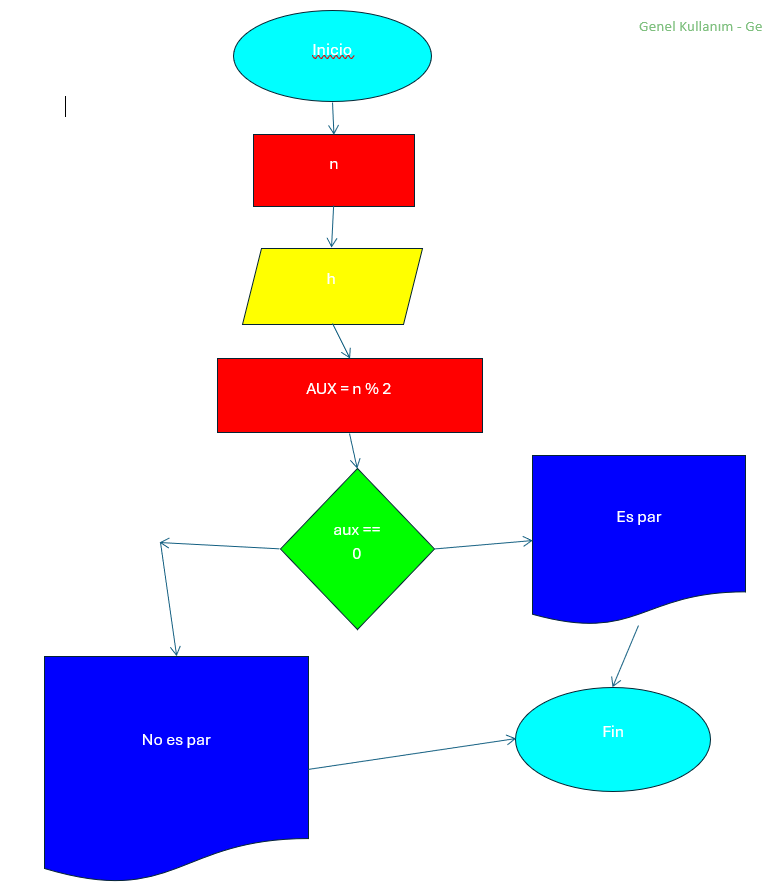 Genel Kullanım - Ge
Inicio
n
h
AUX = n % 2
aux ==
0
Es par
No es par
Fin